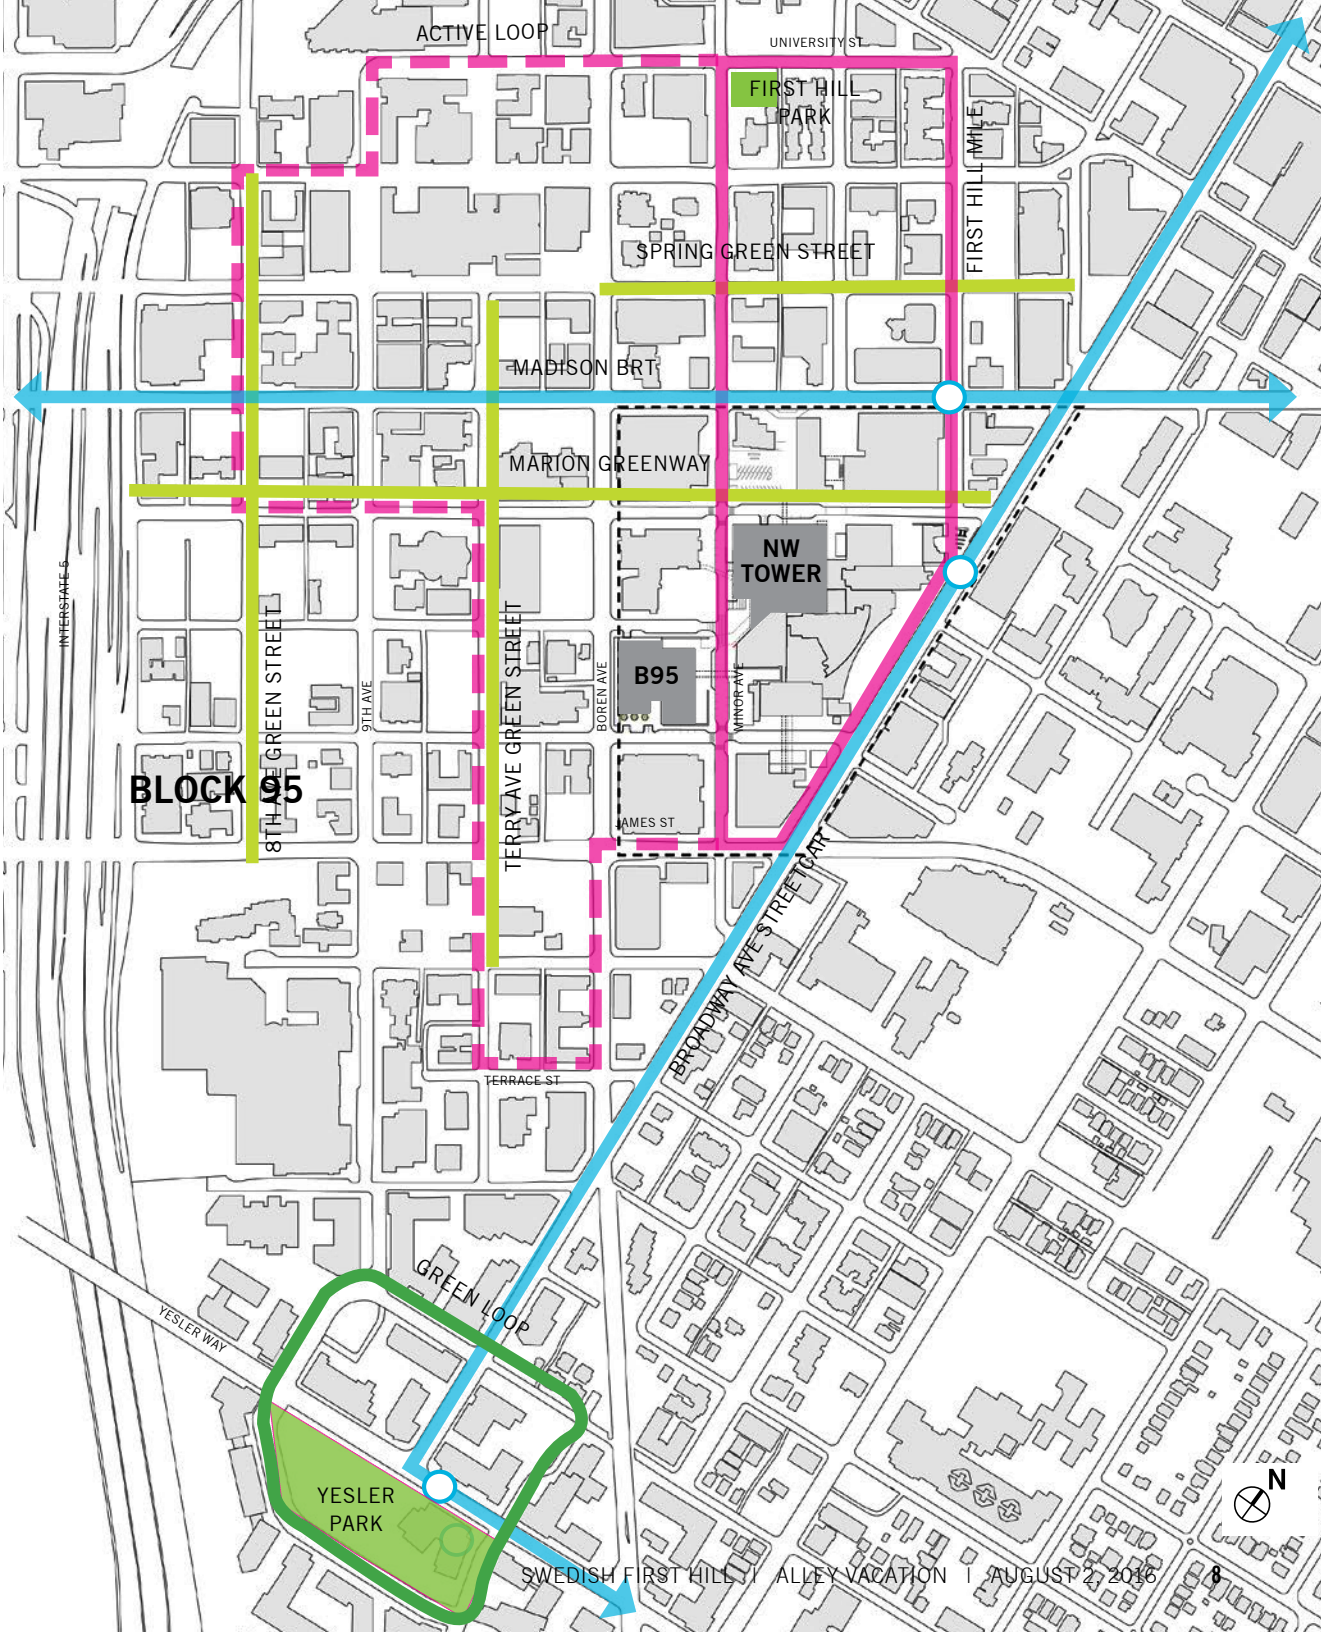 ACTIVE LOOP
UNIVERSITY ST
FIRST HILL
PARK
FIRST HILL MILE
SPRING GREEN STREET
MADISON BRT
MARION GREENWAY
NW
TOWER
INTERSTATE 5
8TH AVE GREEN STREET
9TH AVE
TERRY AVE GREEN STREET
BOREN AVE
B95
MINOR AVE
BLOCK 95
JAMES ST
BROADWAY AVE STREETCAR
TERRACE ST
GREEN LOOP
YESLER WAY
YESLER
PARK
N
SWEDISH FIRST HILL | ALLEY VACATION | AUGUST 2, 2016 8